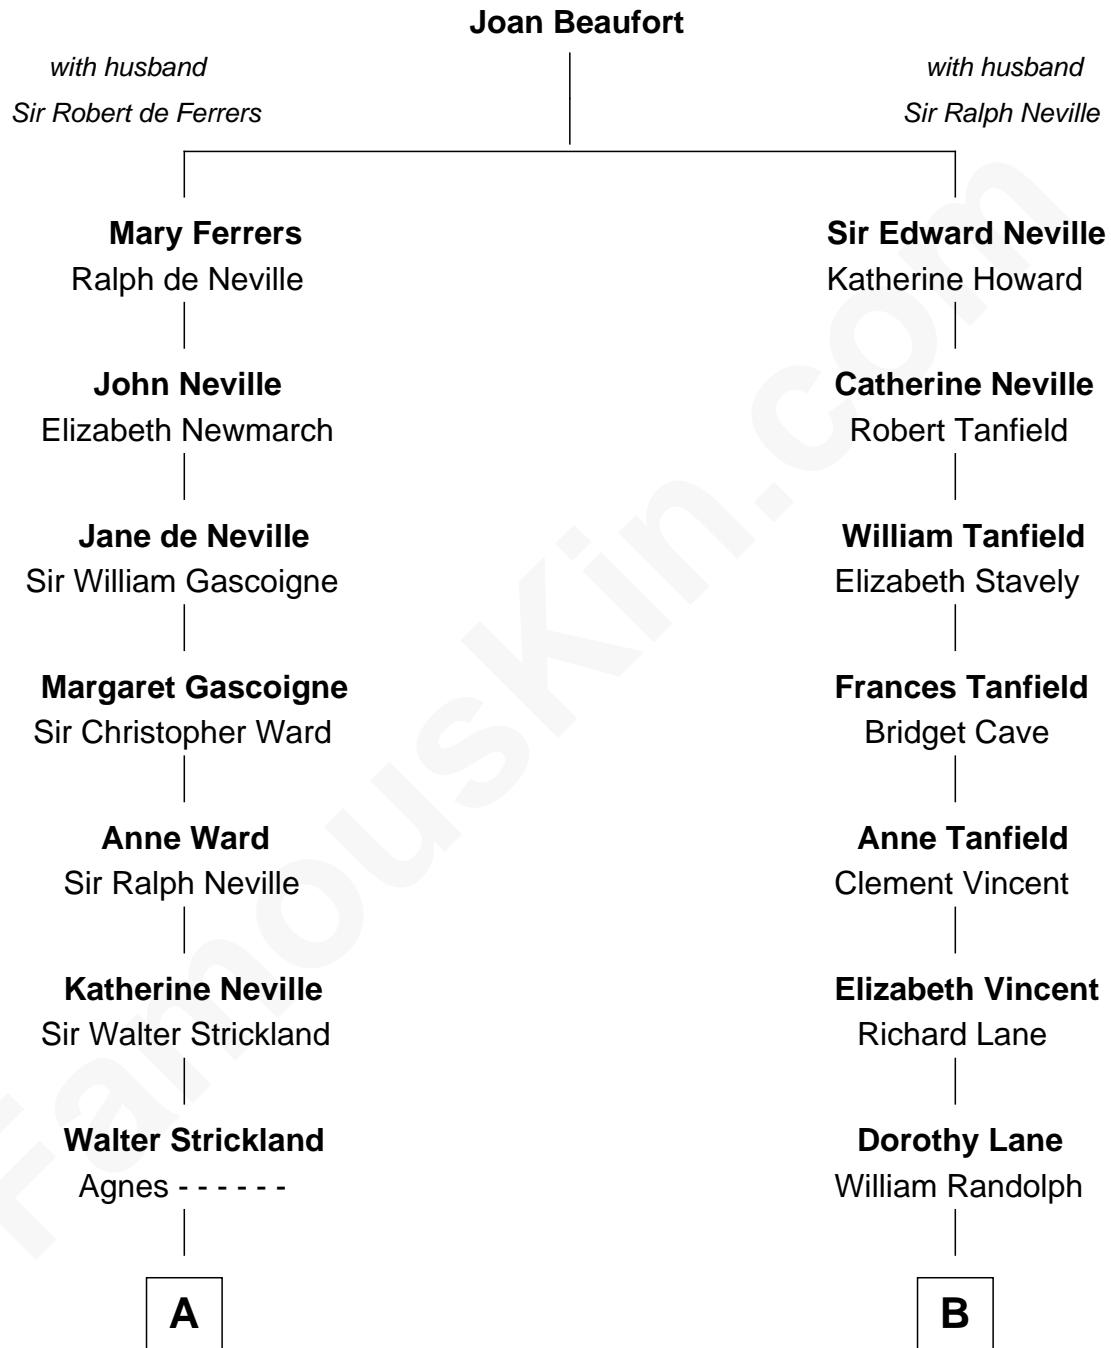 Joan Beaufort
with husband
Sir Robert de Ferrers
with husband
Sir Ralph Neville
Mary Ferrers
Ralph de Neville
Sir Edward Neville
Katherine Howard
John Neville
Elizabeth Newmarch
Catherine Neville
Robert Tanfield
Jane de Neville
Sir William Gascoigne
William Tanfield
Elizabeth Stavely
Margaret Gascoigne
Sir Christopher Ward
Frances Tanfield
Bridget Cave
Anne Ward
Sir Ralph Neville
Anne Tanfield
Clement Vincent
Katherine Neville
Sir Walter Strickland
Elizabeth Vincent
Richard Lane
Walter Strickland
Agnes - - - - - -
Dorothy Lane
William Randolph
A
B
FamousKin.com